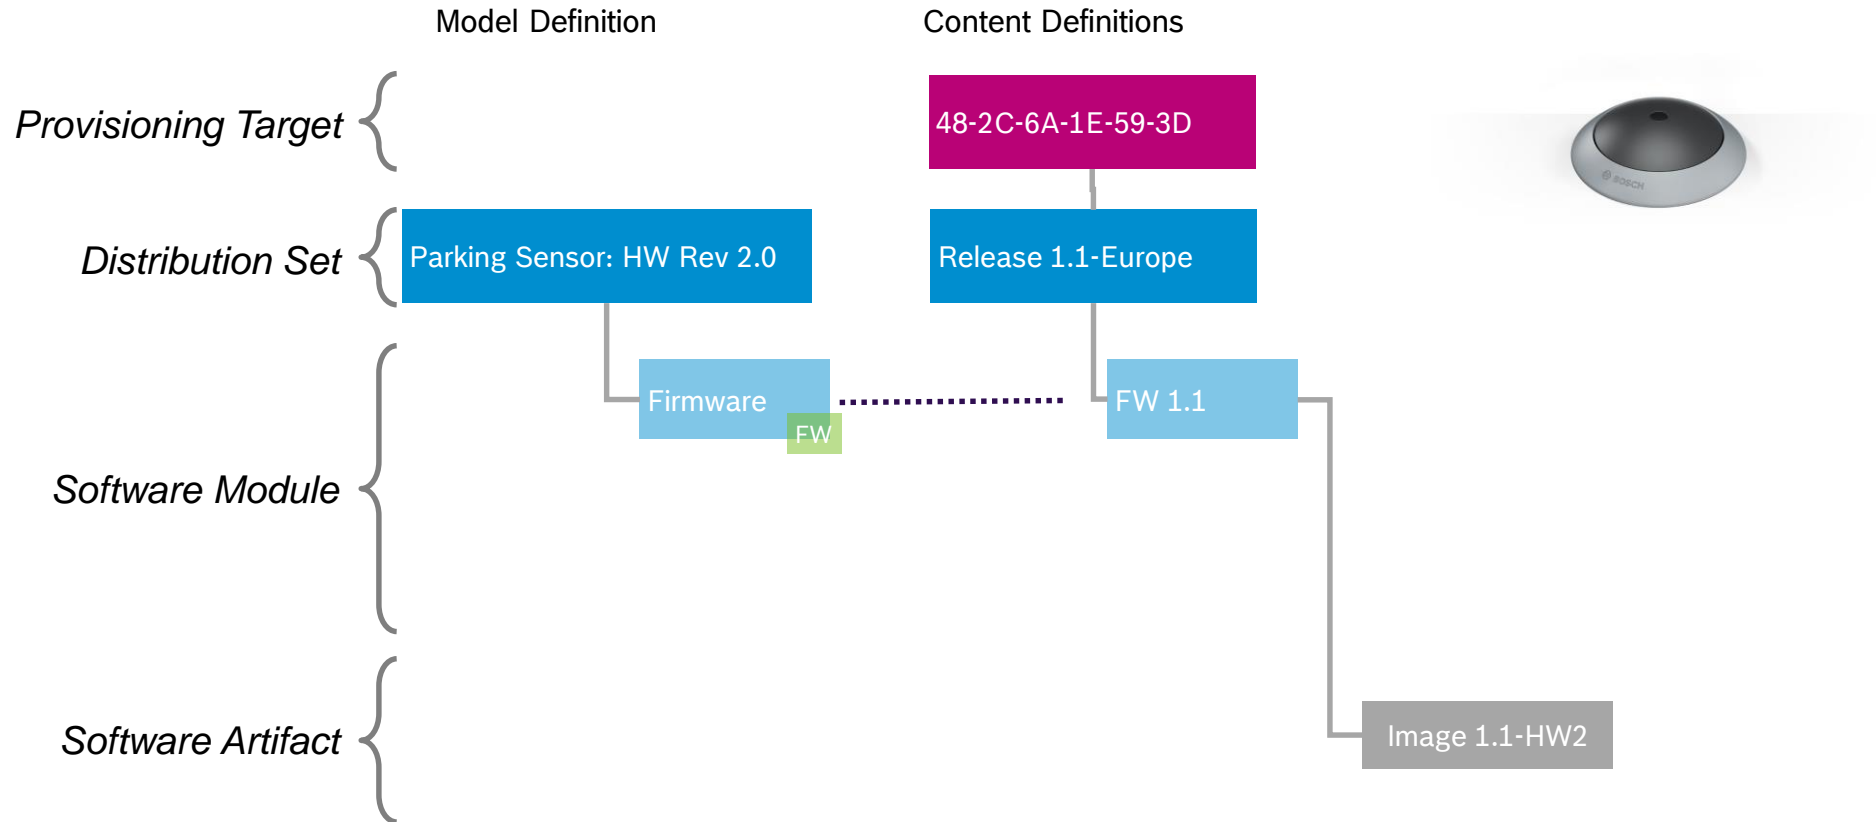 Model Definition
Content Definitions
Provisioning Target
48-2C-6A-1E-59-3D
BOSCH
Distribution Set
Parking Sensor: HW Rev 2.0
Release 1.1-Europe
Software Module
Firmware
FW
FW 1.1
Software Artifact
Image 1.1-HW2